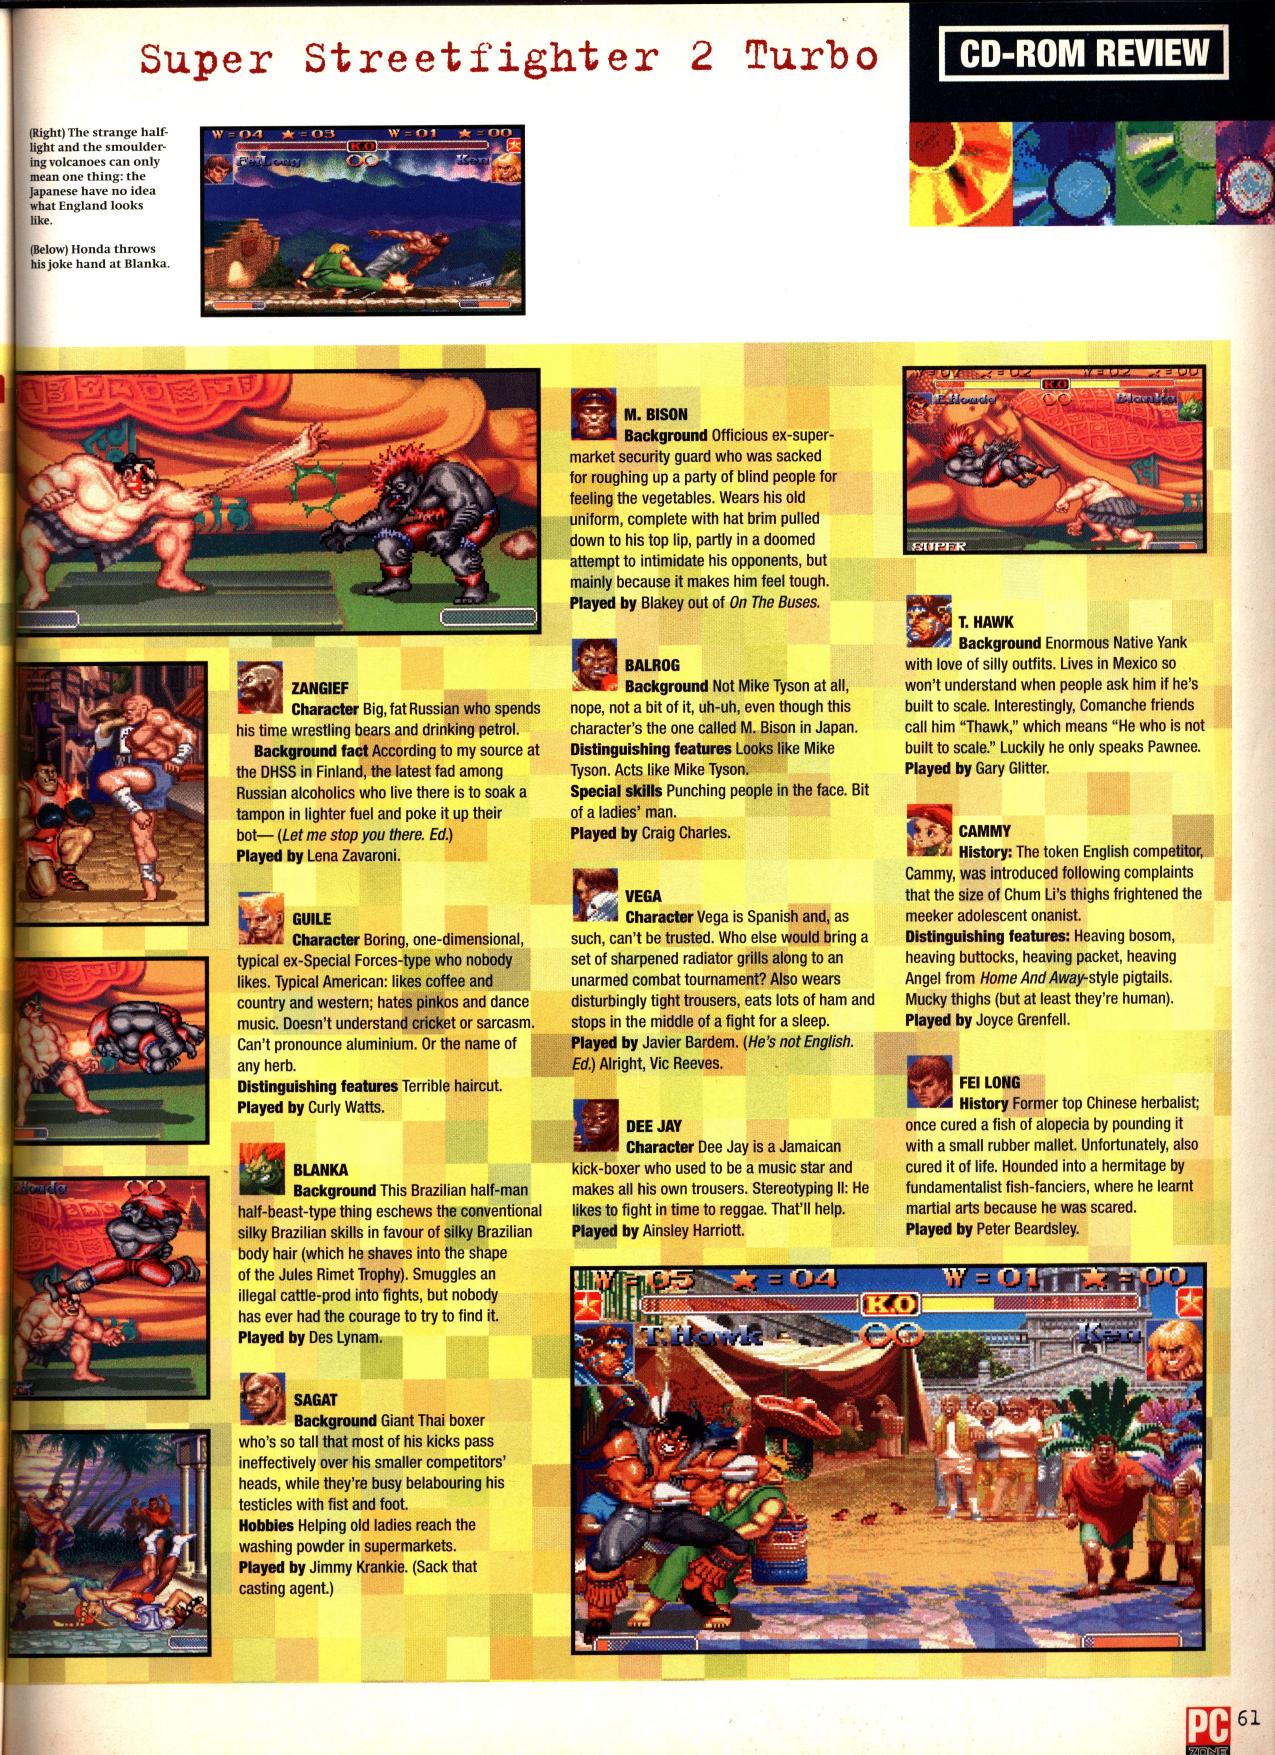 Super Streetfighter 2 Turbo
CD-ROM REVIEW
(Right) The strange half-
light and the smoulder-
ing volcanoes can only
mean one thing: the
Japanese have no idea
what England looks
like.
(Below) Honda throws
his joke hand at Blanka.
W=04 ★=03 W=01 ★=00
KO
FeiLong
Ken
ZANGIEF
Character Big, fat Russian who spends
his time wrestling bears and drinking petrol.
Background fact According to my source at
the DHSS in Finland, the latest fad among
Russian alcoholics who live there is to soak a
tampon in lighter fuel and poke it up their
bot— (Let me stop you there. Ed.)
Played by Lena Zavaroni.
GUILE
Character Boring, one-dimensional,
typical ex-Special Forces-type who nobody
likes. Typical American: likes coffee and
country and western; hates pinkos and dance
music. Doesn't understand cricket or sarcasm.
Can't pronounce aluminium. Or the name of
any herb.
Distinguishing features Terrible haircut.
Played by Curly Watts.
BLANKA
Background This Brazilian half-man
half-beast-type thing eschews the conventional
silky Brazilian skills in favour of silky Brazilian
body hair (which he shaves into the shape
of the Jules Rimet Trophy). Smuggles an
illegal cattle-prod into fights, but nobody
has ever had the courage to try to find it.
Played by Des Lynam.
SAGAT
Background Giant Thai boxer
who's so tall that most of his kicks pass
ineffectively over his smaller competitors'
heads, while they're busy belabouring his
testicles with fist and foot.
Hobbies Helping old ladies reach the
washing powder in supermarkets.
Played by Jimmy Krankie. (Sack that
casting agent.)
M. BISON
Background Officious ex-super-
market security guard who was sacked
for roughing up a party of blind people for
feeling the vegetables. Wears his old
uniform, complete with hat brim pulled
down to his top lip, partly in a doomed
attempt to intimidate his opponents, but
mainly because it makes him feel tough.
Played by Blakey out of On The Buses.
BALROG
Background Not Mike Tyson at all,
nope, not a bit of it, uh-uh, even though this
character's the one called M. Bison in Japan.
Distinguishing features Looks like Mike
Tyson. Acts like Mike Tyson.
Special skills Punching people in the face. Bit
of a ladies' man.
Played by Craig Charles.
VEGA
Character Vega is Spanish and, as
such, can't be trusted. Who else would bring a
set of sharpened radiator grills along to an
unarmed combat tournament? Also wears
disturbingly tight trousers, eats lots of ham and
stops in the middle of a fight for a sleep.
Played by Javier Bardem. (He's not English.
Ed.) Alright, Vic Reeves.
DEE JAY
Character Dee Jay is a Jamaican
kick-boxer who used to be a music star and
makes all his own trousers. Stereotyping II: He
likes to fight in time to reggae. That'll help.
Played by Ainsley Harriott.
KO
E.Honda
Blanka
SUPER
T. HAWK
Background Enormous Native Yank
with love of silly outfits. Lives in Mexico so
won't understand when people ask him if he's
built to scale. Interestingly, Comanche friends
call him "Thawk," which means "He who is not
built to scale." Luckily he only speaks Pawnee.
Played by Gary Glitter.
CAMMY
History: The token English competitor,
Cammy, was introduced following complaints
that the size of Chum Li's thighs frightened the
meeker adolescent onanist.
Distinguishing features: Heaving bosom,
heaving buttocks, heaving packet, heaving
Angel from Home And Away-style pigtails.
Mucky thighs (but at least they're human).
Played by Joyce Grenfell.
FEI LONG
History Former top Chinese herbalist;
once cured a fish of alopecia by pounding it
with a small rubber mallet. Unfortunately, also
cured it of life. Hounded into a hermitage by
fundamentalist fish-fanciers, where he learnt
martial arts because he was scared.
Played by Peter Beardsley.
W=05 ★=04 W=01 ★=00
KO
T.Hawk
Ken
PC
ZONE
61